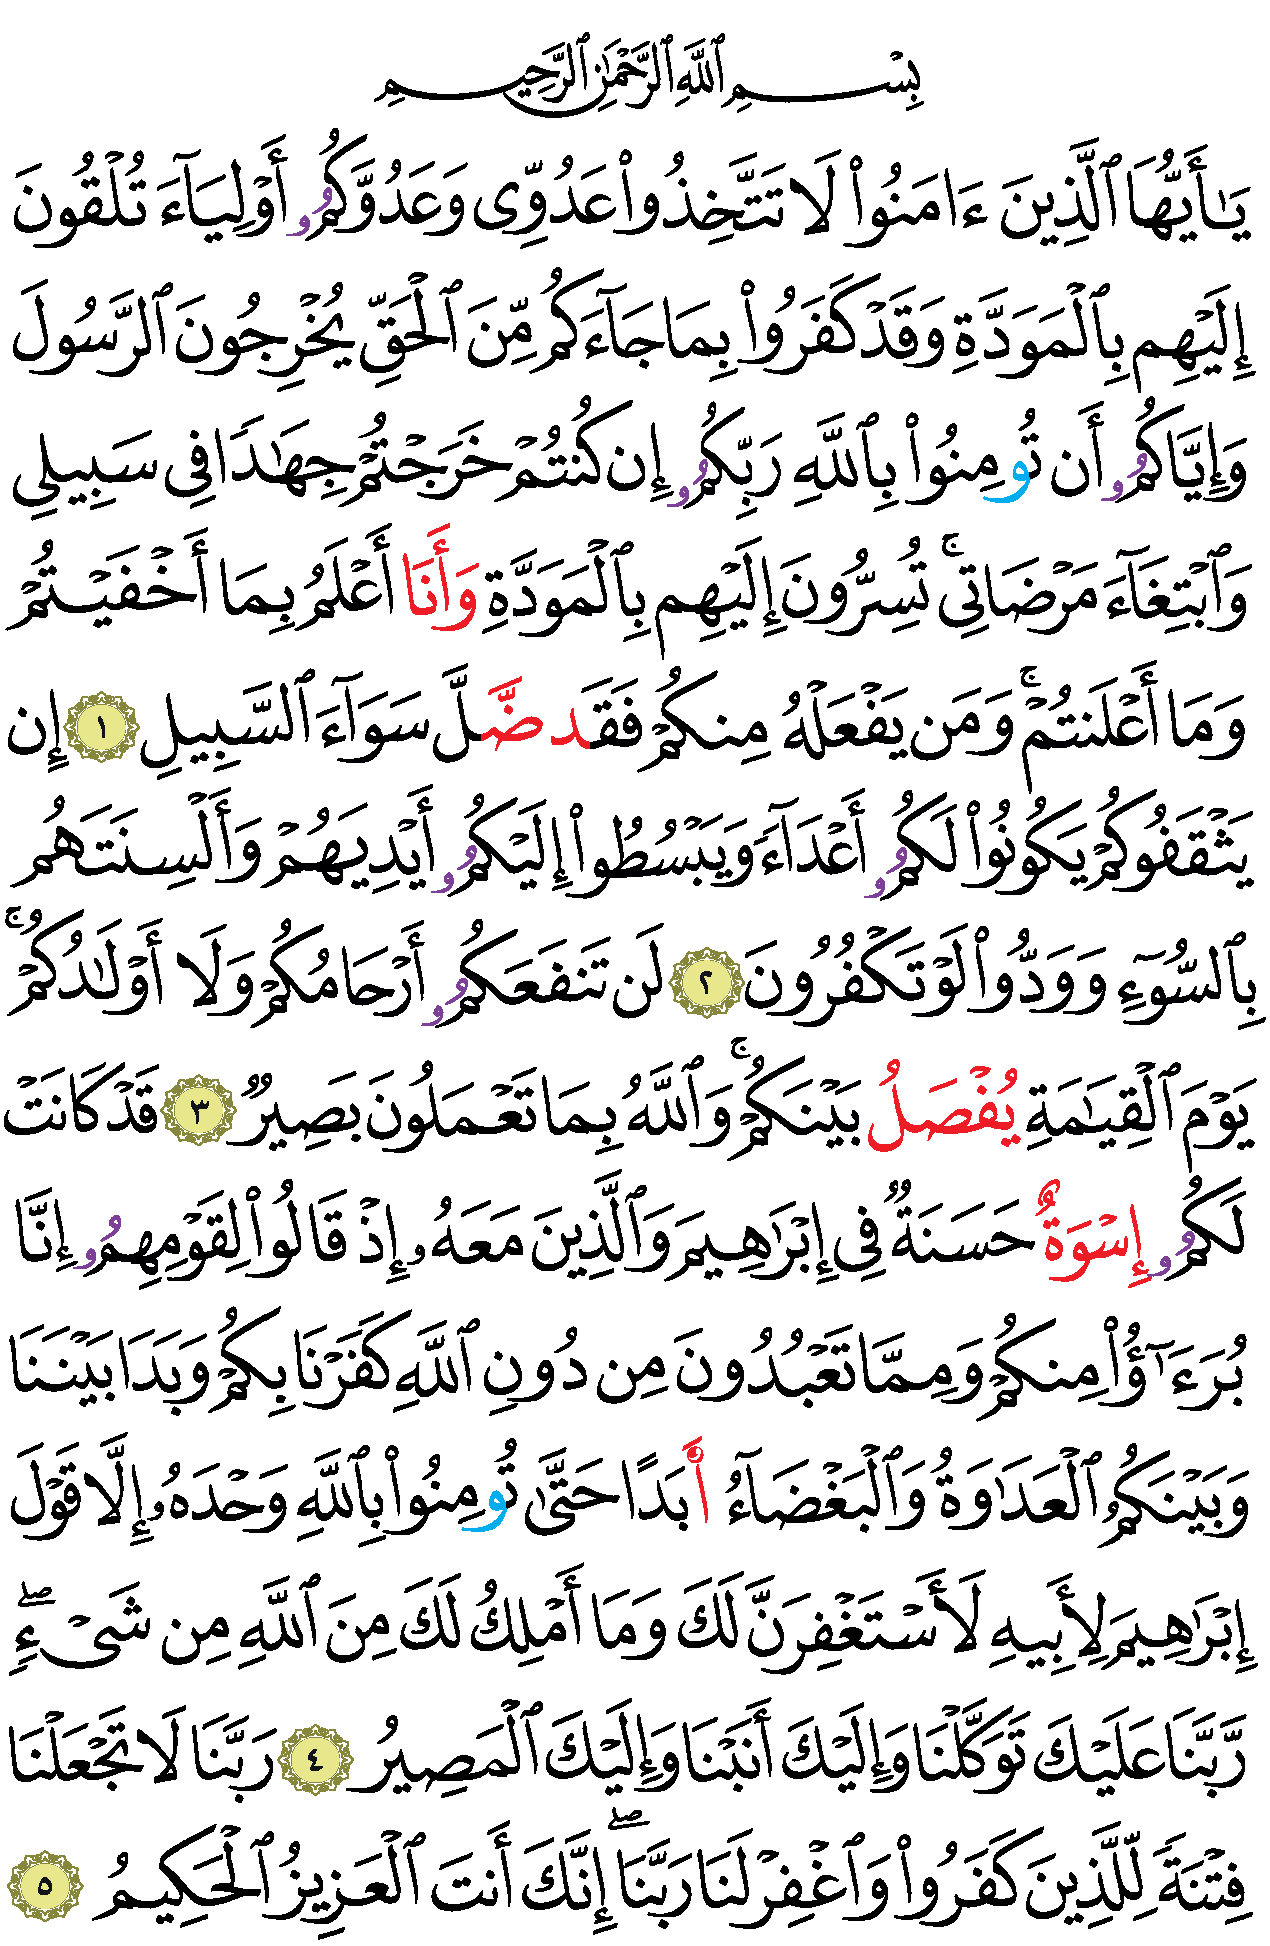 بِسْمِ ٱللَّهِ ٱلرَّحْمَٰنِ ٱلرَّحِيمِ
يَٰٓأَيُّهَا ٱلَّذِينَ ءَامَنُوا۟ لَا تَتَّخِذُوا۟ عَدُوِّى وَعَدُوَّكُمُۥٓ أَوْلِيَآءَ تُلْقُونَ
إِلَيْهِم بِٱلْمَوَدَّةِ وَقَدْ كَفَرُوا۟ بِمَا جَآءَكُم مِّنَ ٱلْحَقِّ يُخْرِجُونَ ٱلرَّسُولَ
وَإِيَّاكُمُۥٓ أَن تُومِنُوا۟ بِٱللَّهِ رَبِّكُمُۥٓ إِن كُنتُمْ خَرَجْتُمْ جِهَٰدًا فِى سَبِيلِى
وَٱبْتِغَآءَ مَرْضَاتِى ۚ تُسِرُّونَ إِلَيْهِم بِٱلْمَوَدَّةِ وَأَنَا أَعْلَمُ بِمَا أَخْفَيْتُمْ
وَمَا أَعْلَنتُمْ ۚ وَمَن يَفْعَلْهُ مِنكُمْ فَقَد ضَّلَّ سَوَآءَ ٱلسَّبِيلِ ١ إِن
يَثْقَفُوكُمْ يَكُونُوا۟ لَكُمُۥٓ أَعْدَآءَ وَيَبْسُطُوا۟ إِلَيْكُمُۥٓ أَيْدِيَهُمْ وَأَلْسِنَتَهُم
بِٱلسُّوٓءِ وَوَدُّوا۟ لَوْ تَكْفُرُونَ ٢ لَن تَنفَعَكُمُۥٓ أَرْحَامُكُمْ وَلَا أَوْلَٰدُكُمْ ۚ
يَوْمَ ٱلْقِيَٰمَةِ يُفْصَلُ بَيْنَكُمْ ۚ وَٱللَّهُ بِمَا تَعْمَلُونَ بَصِيرٌ ٣ قَدْ كَانَتْ
لَكُمُۥٓ إِسْوَةٌ حَسَنَةٌ فِى إِبْرَٰهِيمَ وَٱلَّذِينَ مَعَهُۥ إِذْ قَالُوا۟ لِقَوْمِهِمُۥٓ إِنَّا
بُرَءَٰٓؤُا۟ مِنكُمْ وَمِمَّا تَعْبُدُونَ مِن دُونِ ٱللَّهِ كَفَرْنَا بِكُمْ وَبَدَا بَيْنَنَا
وَبَيْنَكُمُ ٱلْعَدَٰوَةُ وَٱلْبَغْضَآءُ أَبَدًا حَتَّىٰ تُومِنُوا۟ بِٱللَّهِ وَحْدَهُۥ إِلَّا قَوْلَ
إِبْرَٰهِيمَ لِأَبِيهِ لَأَسْتَغْفِرَنَّ لَكَ وَمَا أَمْلِكُ لَكَ مِنَ ٱللَّهِ مِن شَىْءٍ ۖ
رَّبَّنَا عَلَيْكَ تَوَكَّلْنَا وَإِلَيْكَ أَنَبْنَا وَإِلَيْكَ ٱلْمَصِيرُ ٤ رَبَّنَا لَا تَجْعَلْنَا
فِتْنَةً لِّلَّذِينَ كَفَرُوا۟ وَٱغْفِرْ لَنَا رَبَّنَا ۖ إِنَّكَ أَنتَ ٱلْعَزِيزُ ٱلْحَكِيمُ ٥